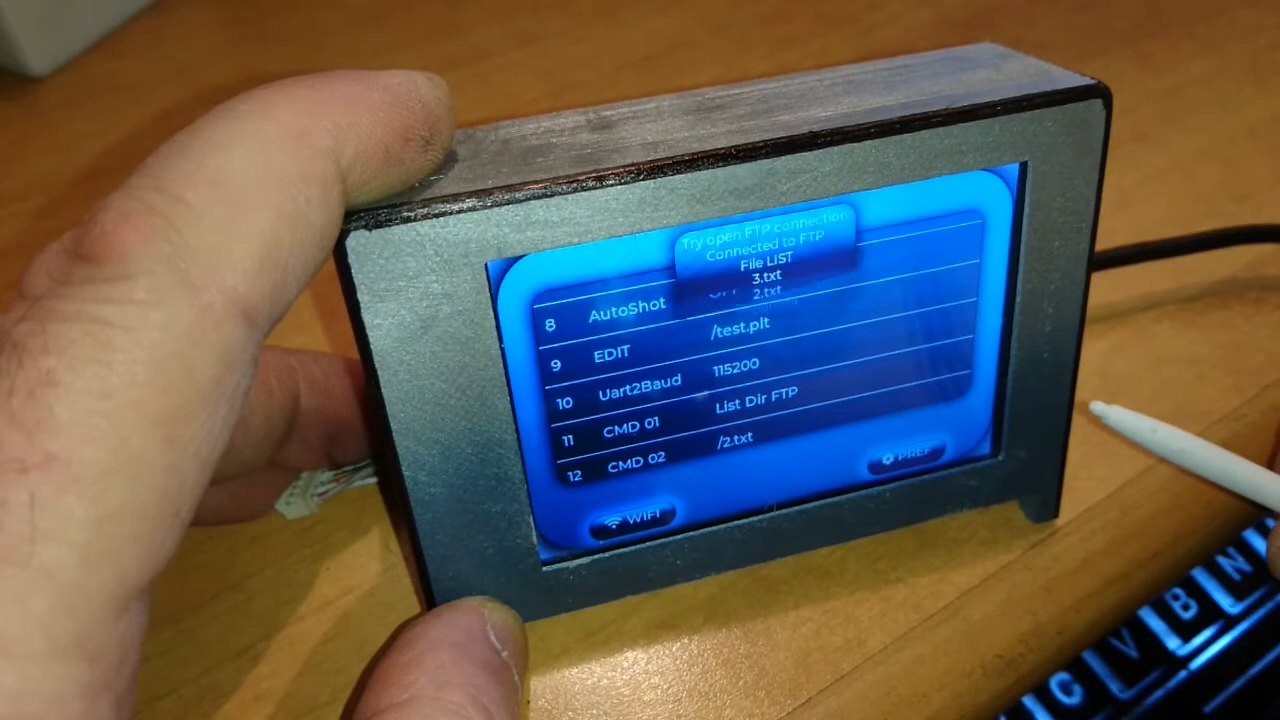 Try open FTP connection
Connected to FTP
File LIST
3.txt
2.txt
8 AutoShot
9 EDIT /test.plt
10 Uart2Baud 115200
11 CMD 01 List Dir FTP
12 CMD 02 /2.txt
WIFI
PREF
C V B N